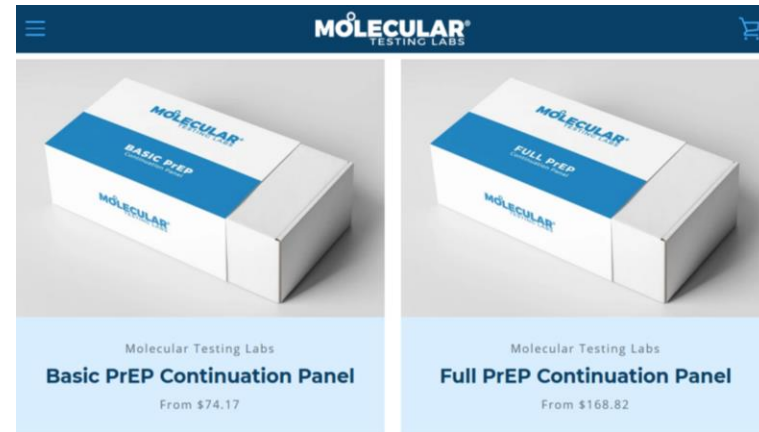 MOLECULAR®
TESTING LABS
MOLECULAR®
TESTING LABS
BASIC PrEP
Continuation Panel
MOLECULAR®
MOLECULAR®
TESTING LABS
FULL PrEP
Continuation Panel
MOLECULAR®
Molecular Testing Labs
Basic PrEP Continuation Panel
From $74.17
Molecular Testing Labs
Full PrEP Continuation Panel
From $168.82